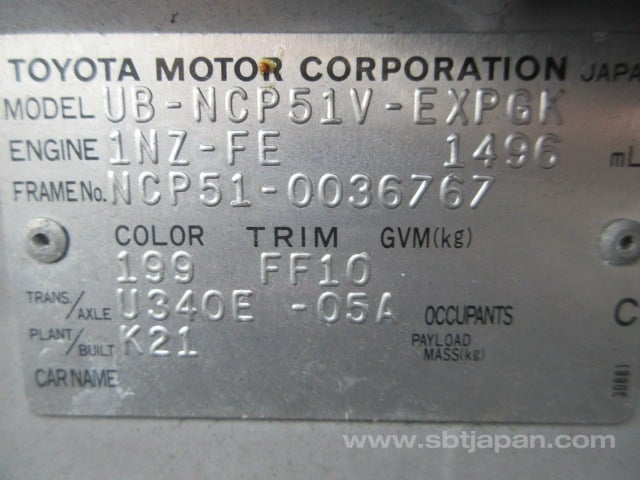 TOYOTA MOTOR CORPORATION JAPA
MODEL UB-NCP51V-EXPGK
ENGINE 1NZ-FE 1496 mL
FRAME No. NCP51-0036767
COLOR TRIM GVM(kg)
199 FF10
TRANS./AXLE U340E -05A OCCUPANTS C
PLANT/BUILT K21 PAYLOAD MASS(kg)
CAR NAME
30881
www.sbtjapan.com